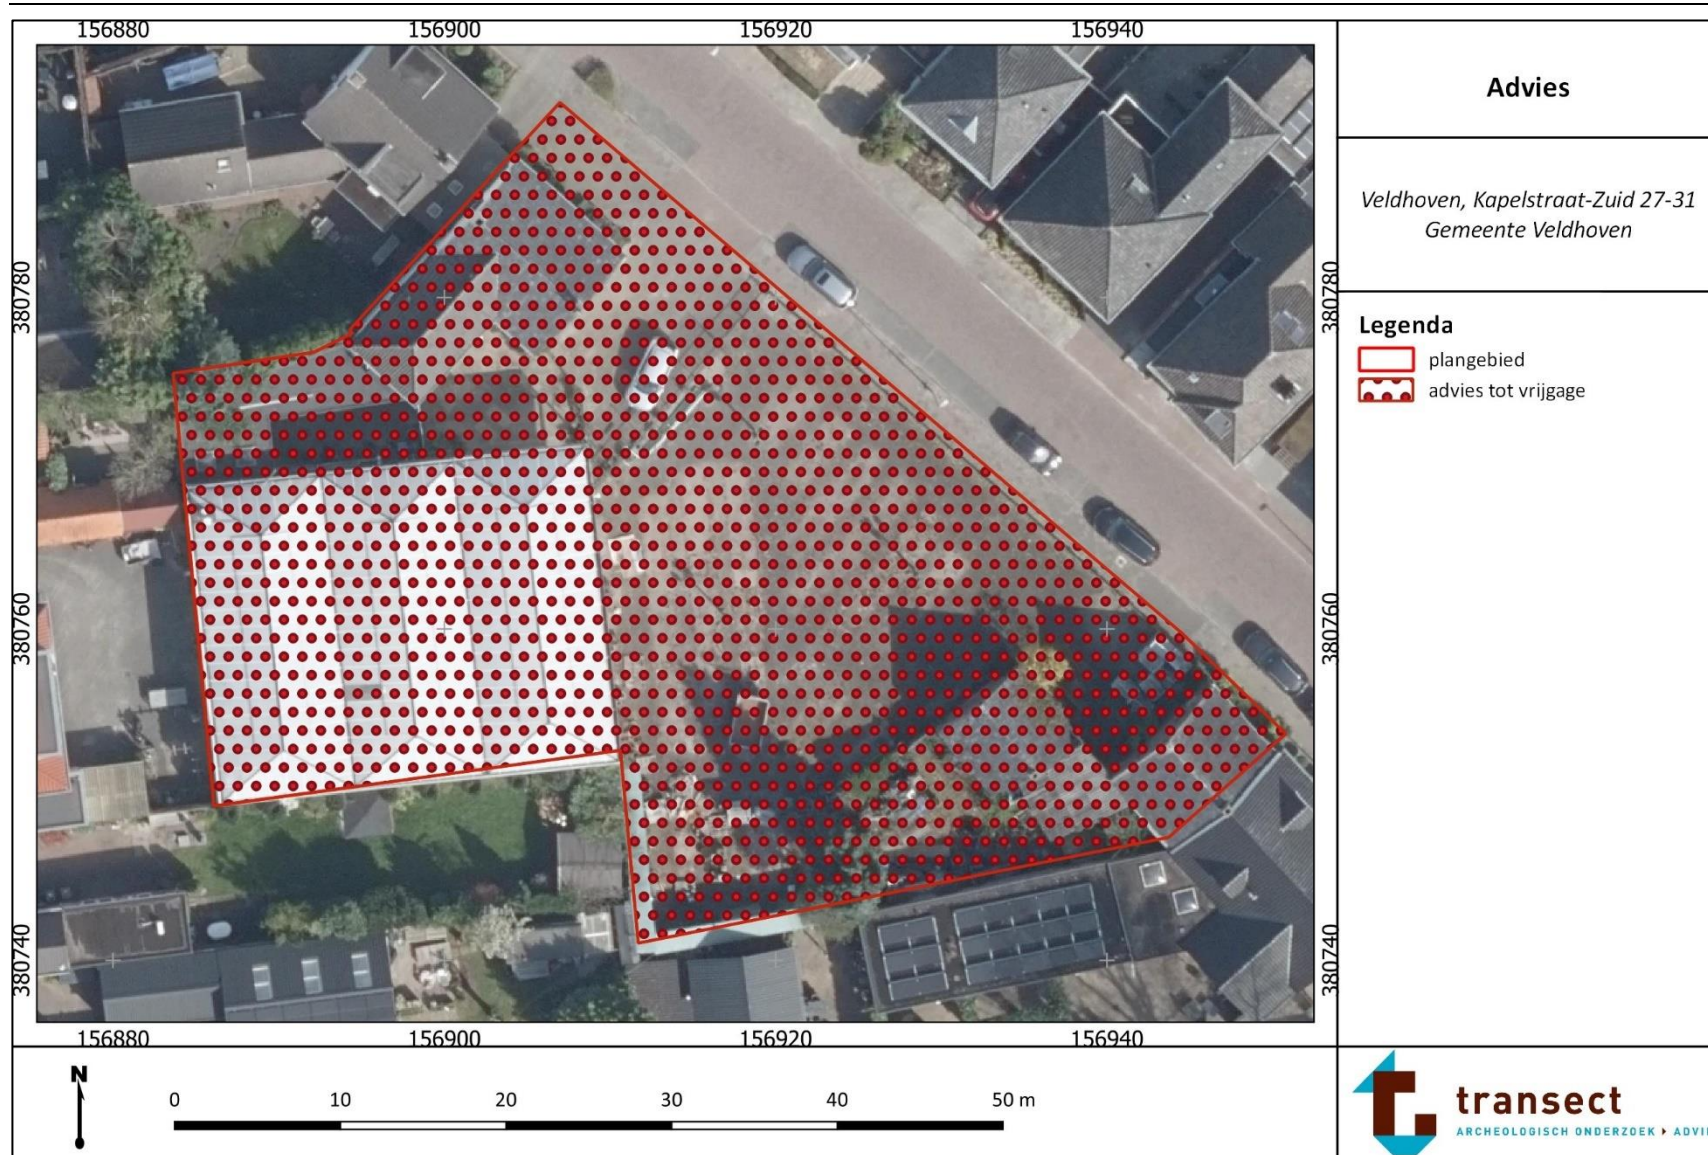 156880 156900 156920 156940
Advies
Veldhoven, Kapelstraat-Zuid 27-31
Gemeente Veldhoven
380780 380780
Legenda
plangebied
advies tot vrijgage
380760 380760
380740 380740
156880 156900 156920 156940
N
0 10 20 30 40 50 m
transect
ARCHEOLOGISCH ONDERZOEK ▸ ADVI